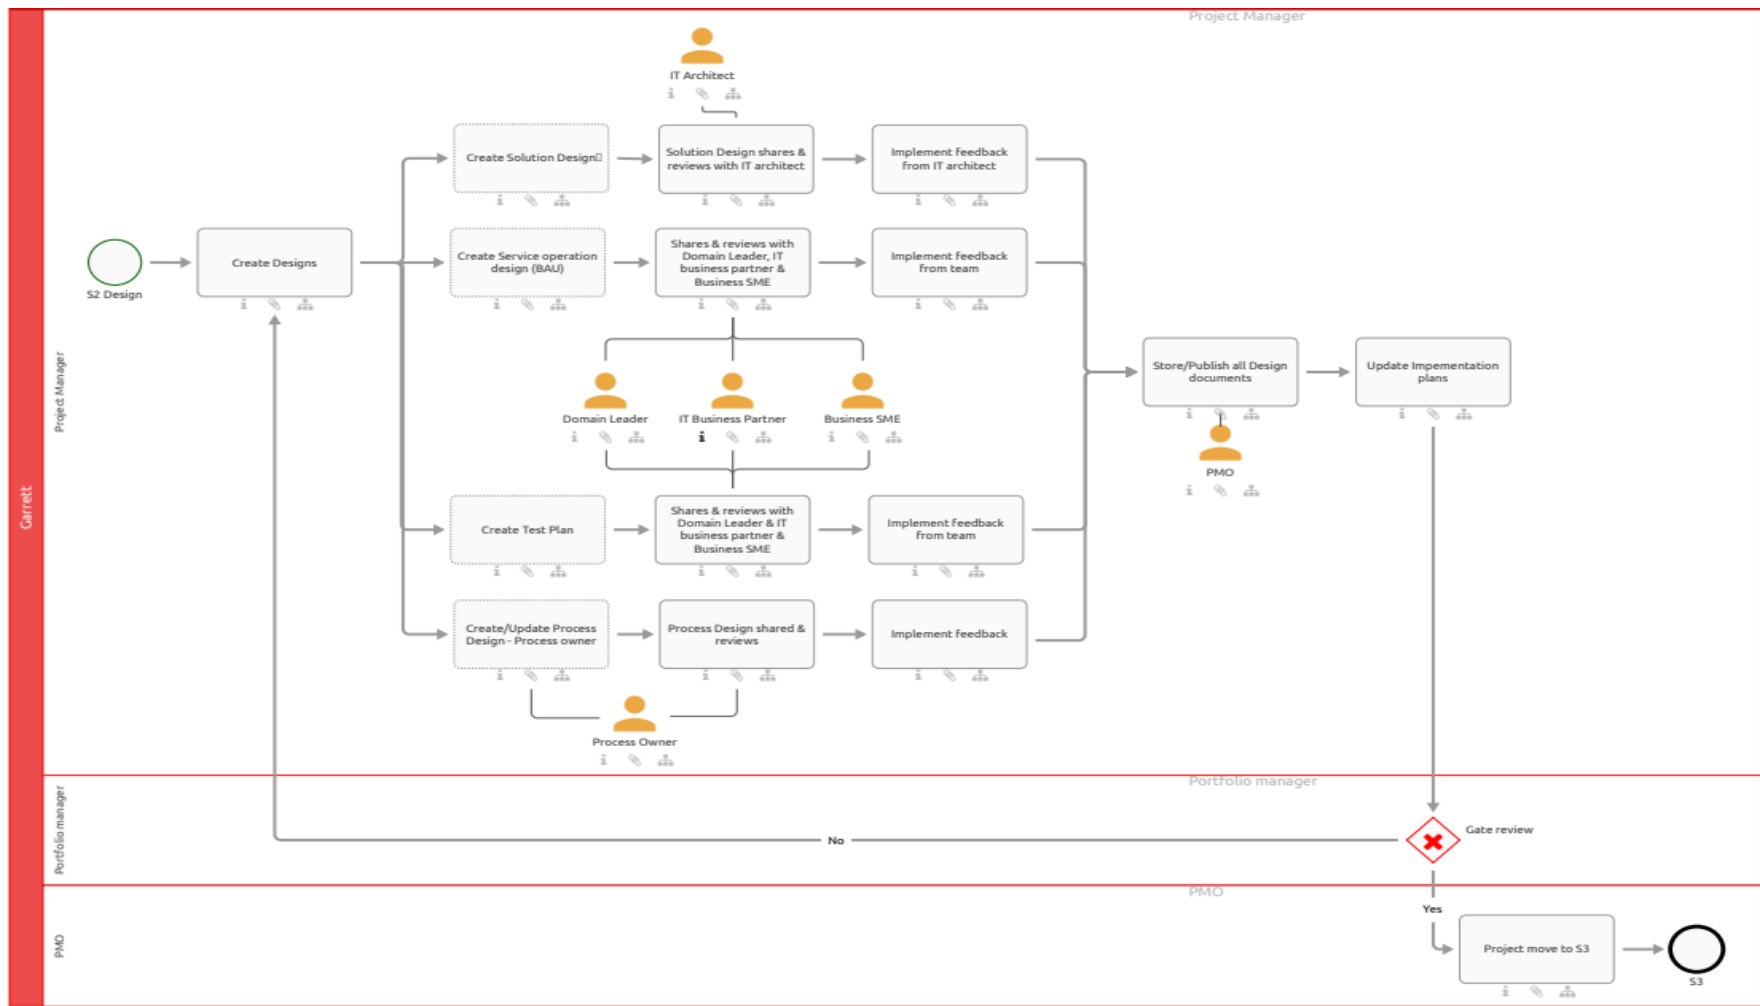 Project Manager
IT Architect
Create Solution Design
Solution Design shares &
reviews with IT architect
Implement feedback
from IT architect
S2 Design
Create Designs
Create Service operation
design (BAU)
Shares & reviews with
Domain Leader, IT
business partner &
Business SME
Implement feedback
from team
Project Manager
Domain Leader
IT Business Partner
Business SME
Store/Publish all Design
documents
Update Impementation
plans
PMO
Garrett
Create Test Plan
Shares & reviews with
Domain Leader & IT
business partner &
Business SME
Implement feedback
from team
Create/Update Process
Design - Process owner
Process Design shared &
reviews
Implement feedback
Process Owner
Portfolio manager
Portfolio manager
No
Gate review
PMO
PMO
Yes
Project move to S3
S3